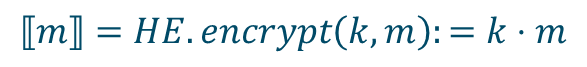 ⟦m⟧ = HE. encrypt(k, m): = k · m